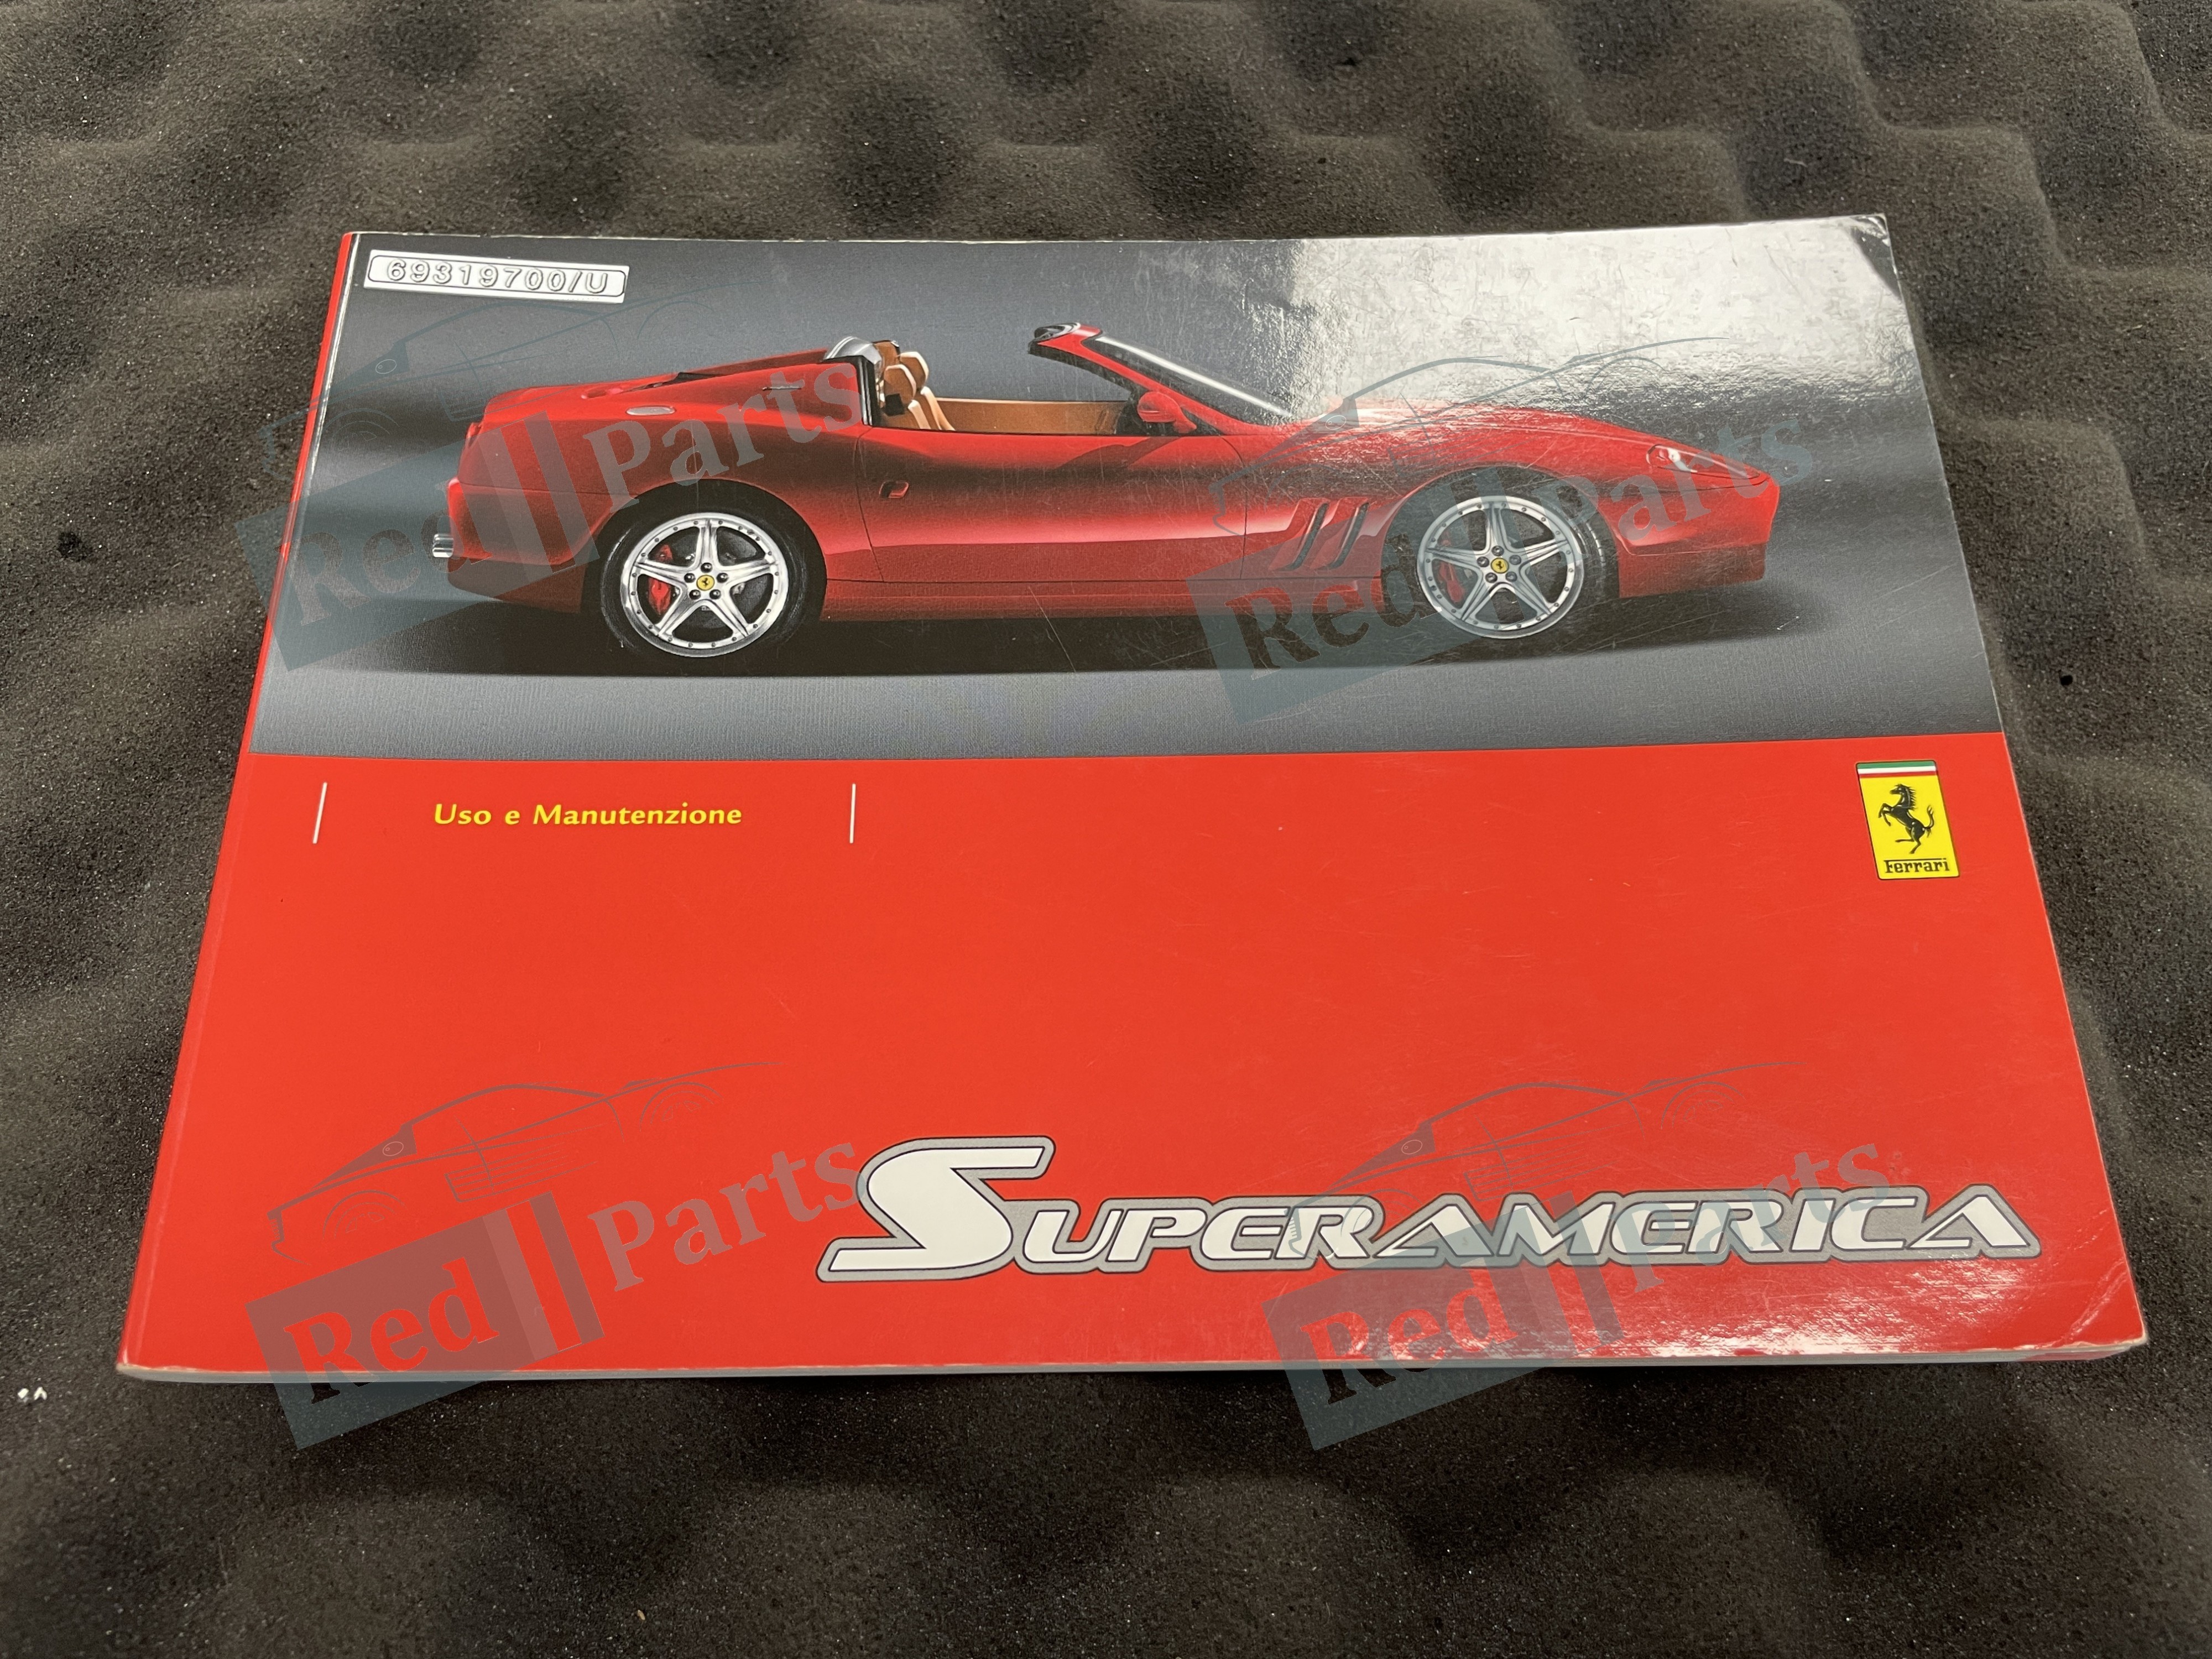 69319700/U
Red Parts
Red Parts
Uso e Manutenzione
Ferrari
SUPERAMERICA
Red Parts
Red Parts